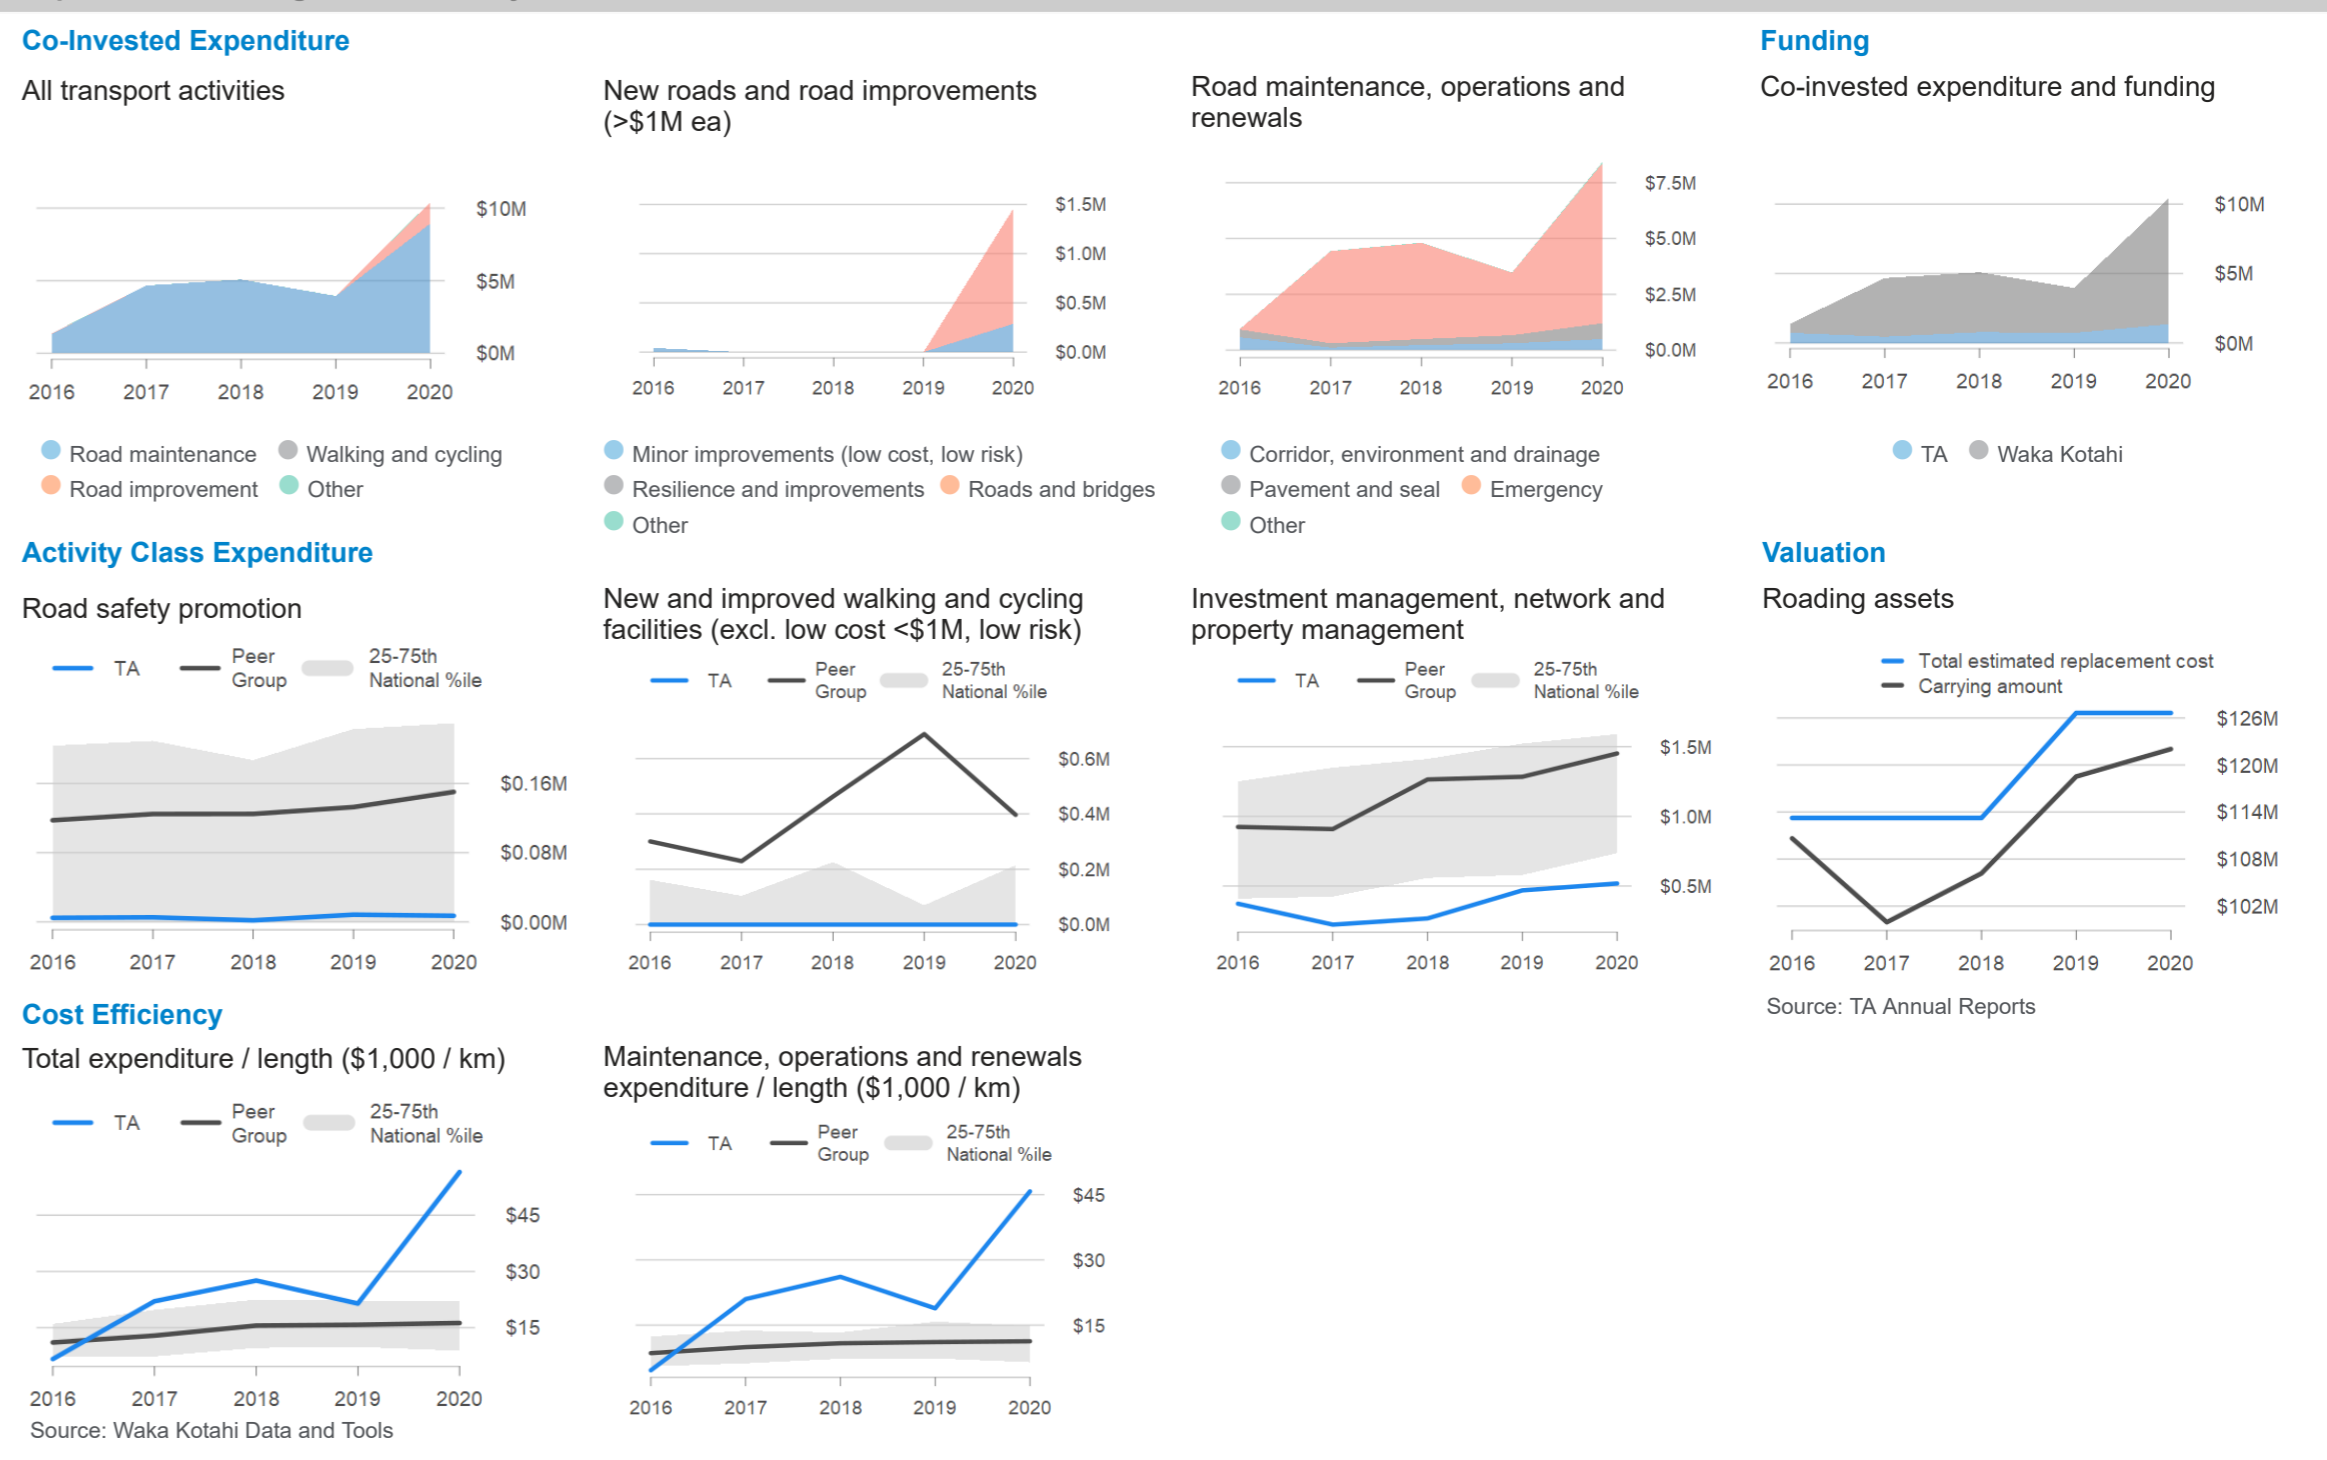 Co-Invested Expenditure
All transport activities
$10M
$5M
$0M
2016 2017 2018 2019 2020
Road maintenance Walking and cycling
Road improvement Other
New roads and road improvements
(>$1M ea)
$1.5M
$1.0M
$0.5M
$0.0M
2016 2017 2018 2019 2020
Minor improvements (low cost, low risk)
Resilience and improvements Roads and bridges
Other
Road maintenance, operations and
renewals
$7.5M
$5.0M
$2.5M
$0.0M
2016 2017 2018 2019 2020
Corridor, environment and drainage
Pavement and seal Emergency
Other
Funding
Co-invested expenditure and funding
$10M
$5M
$0M
2016 2017 2018 2019 2020
TA Waka Kotahi
Activity Class Expenditure
Road safety promotion
TA Peer Group 25-75th National %ile
$0.16M
$0.08M
$0.00M
2016 2017 2018 2019 2020
New and improved walking and cycling
facilities (excl. low cost <$1M, low risk)
TA Peer Group 25-75th National %ile
$0.6M
$0.4M
$0.2M
$0.0M
2016 2017 2018 2019 2020
Investment management, network and
property management
TA Peer Group 25-75th National %ile
$1.5M
$1.0M
$0.5M
2016 2017 2018 2019 2020
Valuation
Roading assets
Total estimated replacement cost
Carrying amount
$126M
$120M
$114M
$108M
$102M
2016 2017 2018 2019 2020
Source: TA Annual Reports
Cost Efficiency
Total expenditure / length ($1,000 / km)
TA Peer Group 25-75th National %ile
$45
$30
$15
2016 2017 2018 2019 2020
Source: Waka Kotahi Data and Tools
Maintenance, operations and renewals
expenditure / length ($1,000 / km)
TA Peer Group 25-75th National %ile
$45
$30
$15
2016 2017 2018 2019 2020